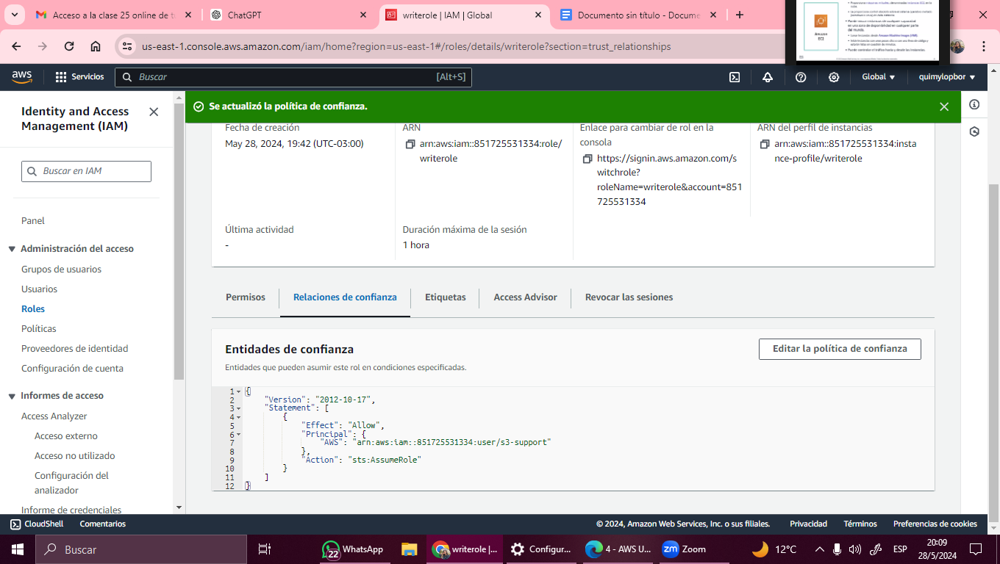 Acceso a la clase 25 online de tu
ChatGPT
writerole | IAM | Global
Documento sin título - Docume
us-east-1.console.aws.amazon.com/iam/home?region=us-east-1#/roles/details/writerole?section=trust_relationships
Amazon
EC2
aws
Servicios
Buscar
[Alt+S]
Global
quimylopbor
Identity and Access
Management (IAM)
Se actualizó la política de confianza.
Buscar en IAM
Panel
Administración del acceso
Grupos de usuarios
Usuarios
Roles
Políticas
Proveedores de identidad
Configuración de cuenta
Informes de acceso
Access Analyzer
Acceso externo
Acceso no utilizado
Configuración del
analizador
Informe de credenciales
Fecha de creación
May 28, 2024, 19:42 (UTC-03:00)
ARN
arn:aws:iam::851725531334:role/
writerole
Enlace para cambiar de rol en la
consola
https://signin.aws.amazon.com/s
witchrole?
roleName=writerole&account=851
725531334
ARN del perfil de instancias
arn:aws:iam::851725531334:insta
nce-profile/writerole
Última actividad
-
Duración máxima de la sesión
1 hora
Permisos
Relaciones de confianza
Etiquetas
Access Advisor
Revocar las sesiones
Entidades de confianza
Entidades que pueden asumir este rol en condiciones especificadas.
Editar la política de confianza
1 {
2 "Version": "2012-10-17",
3 "Statement": [
4 {
5 "Effect": "Allow",
6 "Principal": {
7 "AWS": "arn:aws:iam::851725531334:user/s3-support"
8 },
9 "Action": "sts:AssumeRole"
10 }
11 ]
12 }
CloudShell
Comentarios
© 2024, Amazon Web Services, Inc. o sus filiales.
Privacidad
Términos
Preferencias de cookies
Buscar
22
WhatsApp
writerole |...
Configur...
4 - AWS U...
zm
Zoom
12°C
ESP
20:09
28/5/2024